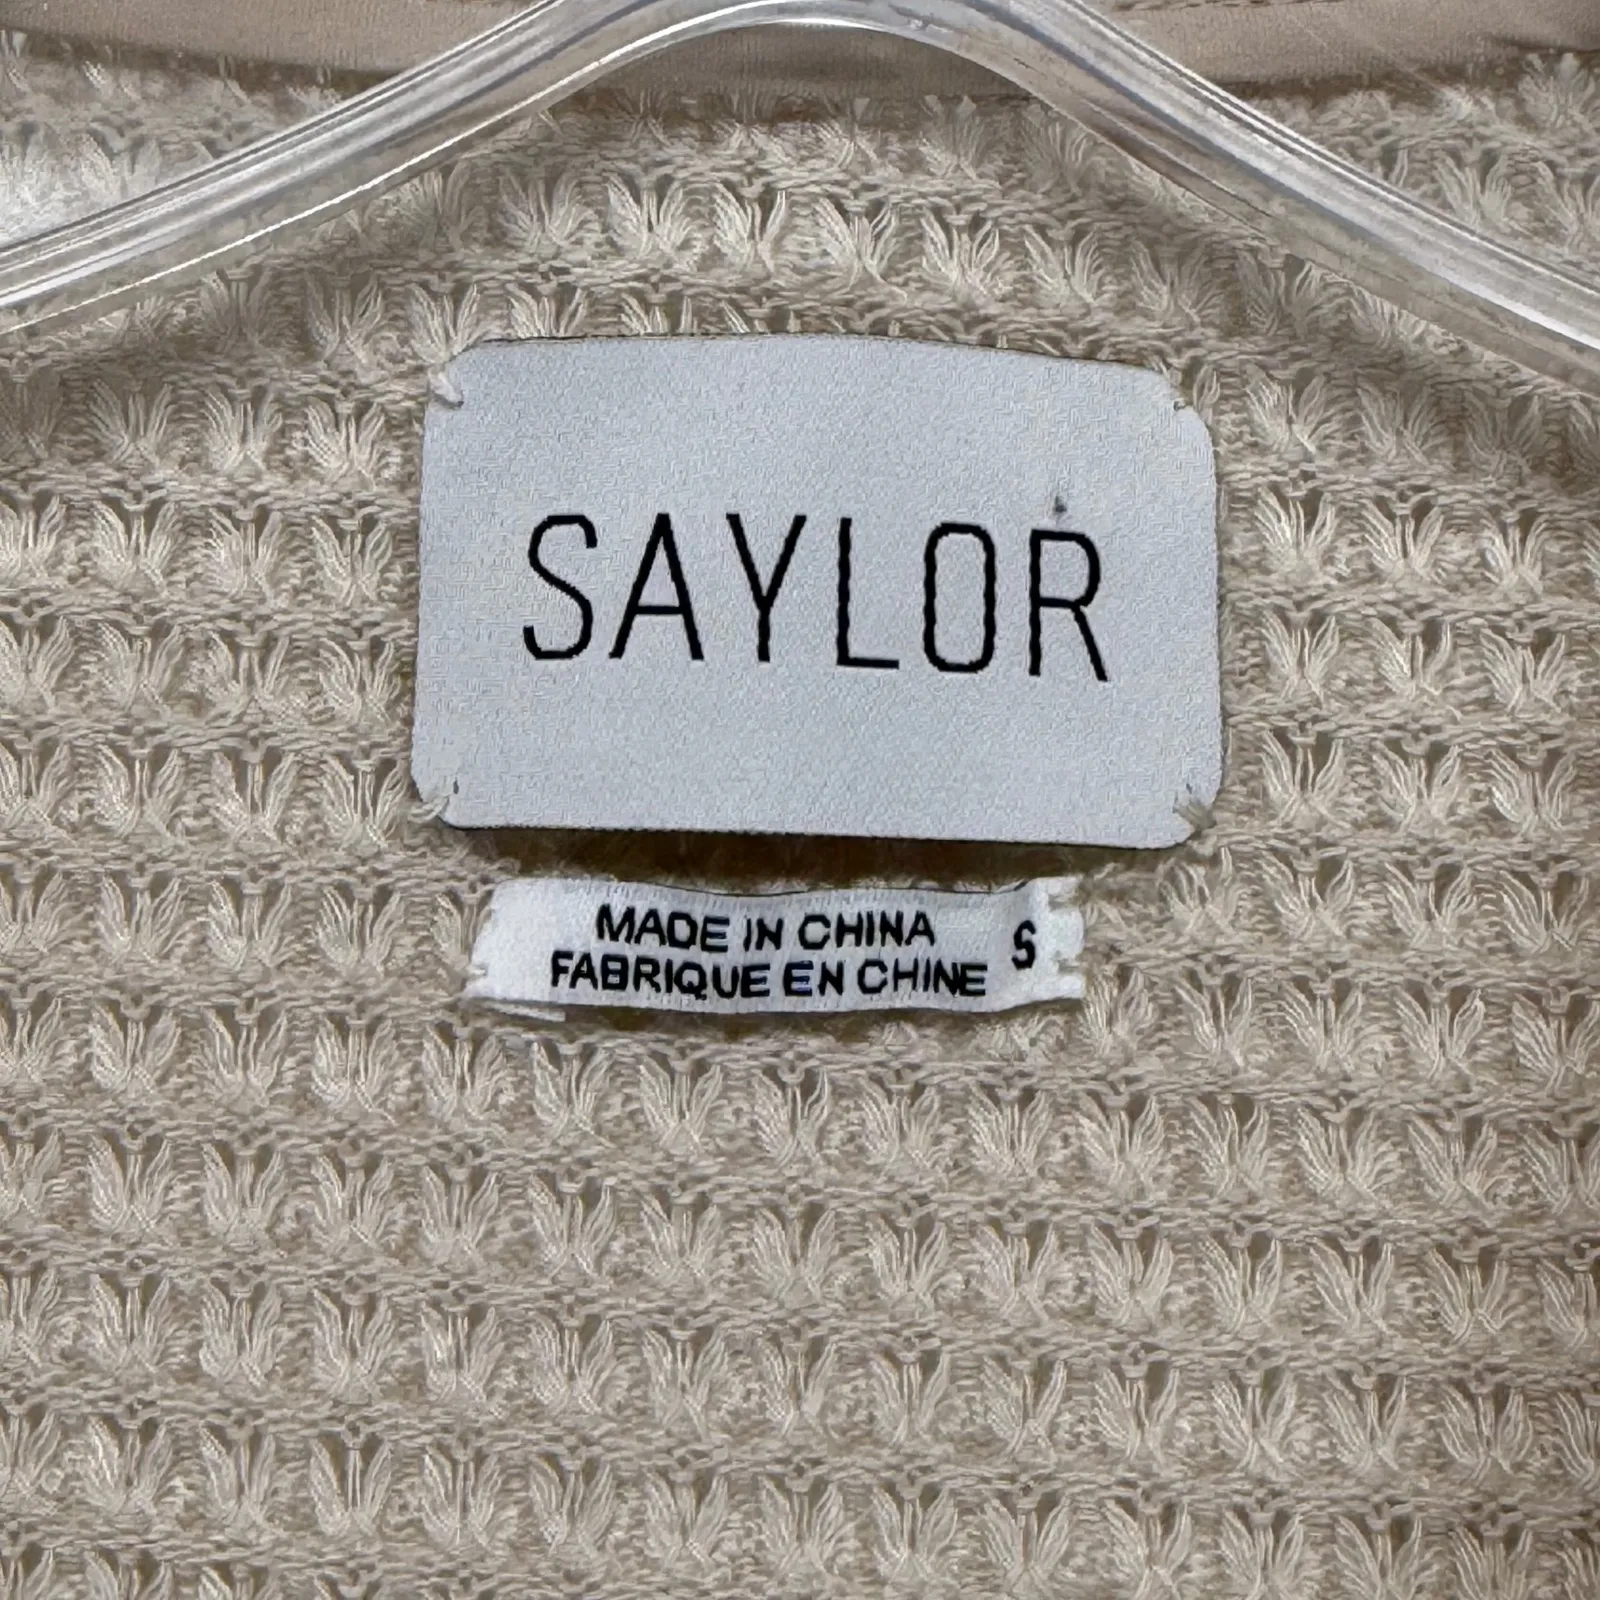 SAYLOR
MADE IN CHINA
FABRIQUE EN CHINE
S